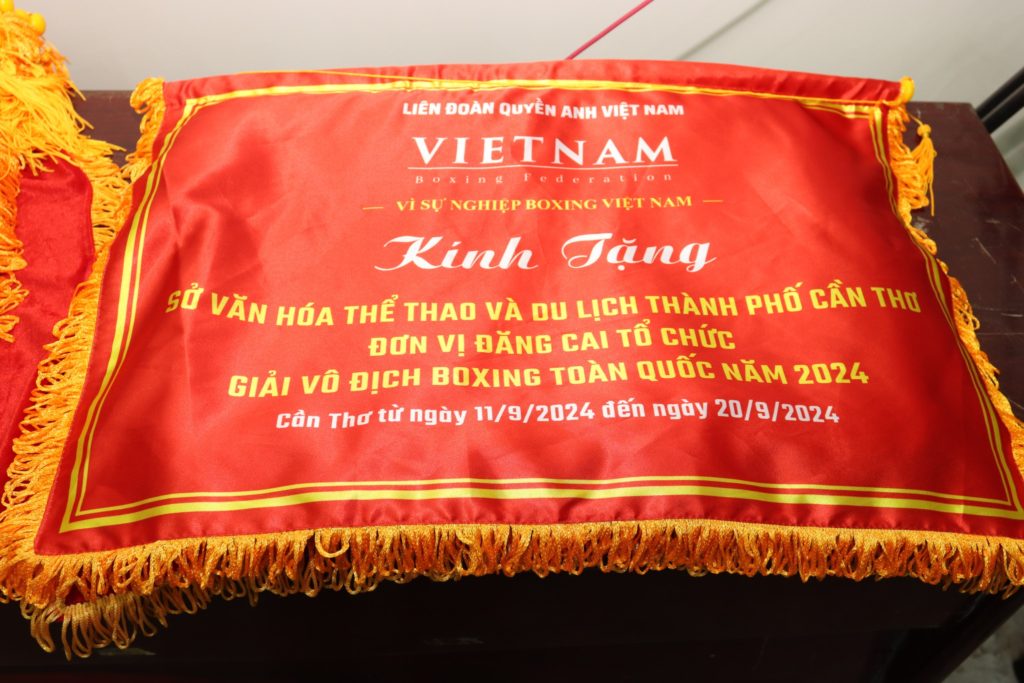 LIÊN ĐOÀN QUYỀN ANH VIỆT NAM
VIETNAM
Boxing Federation
— VÌ SỰ NGHIỆP BOXING VIỆT NAM —
Kính Tặng
SỞ VĂN HÓA THỂ THAO VÀ DU LỊCH THÀNH PHỐ CẦN THƠ
ĐƠN VỊ ĐĂNG CAI TỔ CHỨC
GIẢI VÔ ĐỊCH BOXING TOÀN QUỐC NĂM 2024
Cần Thơ từ ngày 11/9/2024 đến ngày 20/9/2024